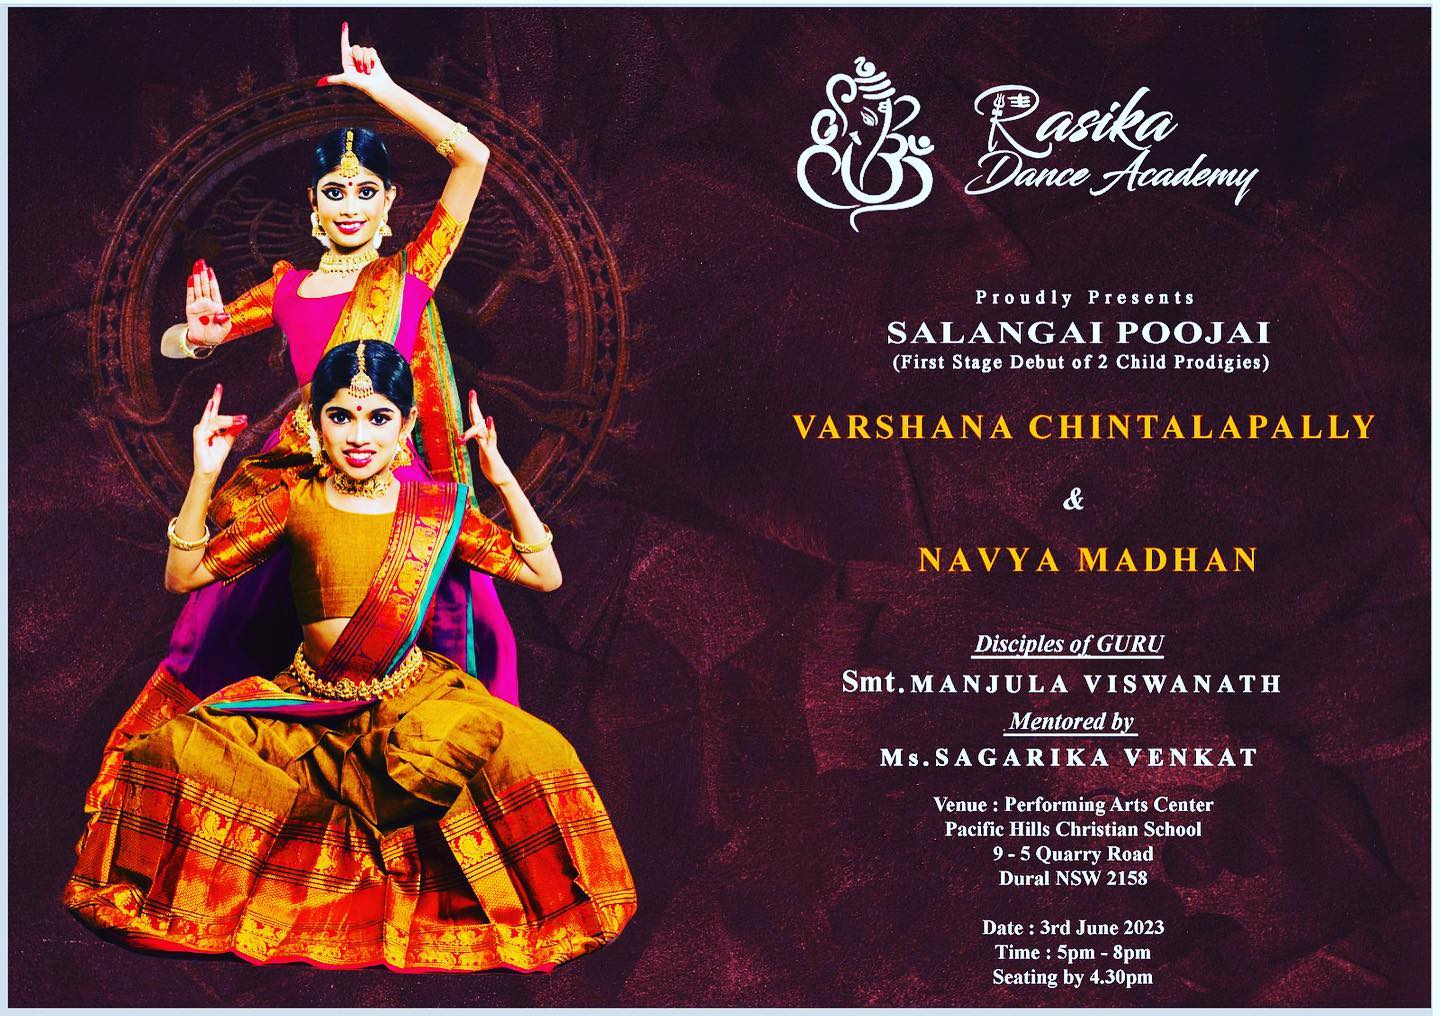 Rasika
Dance Academy
Proudly Presents
SALANGAI POOJAI
(First Stage Debut of 2 Child Prodigies)
VARSHANA CHINTALAPALLY
&
NAVYA MADHAN
Disciples of GURU
Smt.MANJULA VISWANATH
Mentored by
Ms.SAGARIKA VENKAT
Venue : Performing Arts Center
Pacific Hills Christian School
9 - 5 Quarry Road
Dural NSW 2158
Date : 3rd June 2023
Time : 5pm - 8pm
Seating by 4.30pm